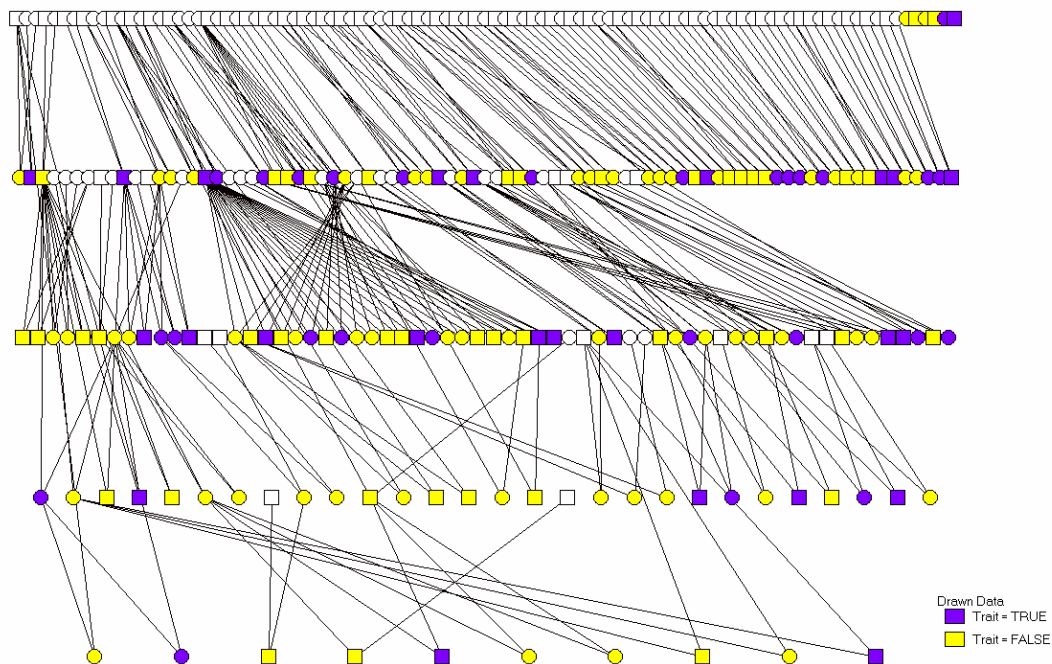 Drawn Data
Trait = TRUE
Trait = FALSE